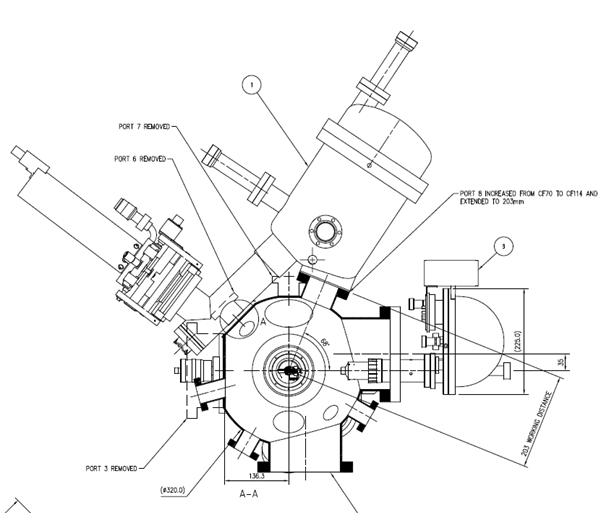 1
PORT 7 REMOVED
PORT 6 REMOVED
PORT 8 INCREASED FROM CF70 TO CF114 AND
EXTENDED TO 203mm
3
A
68°
(225.0)
35
203 WORKING DISTANCE
PORT 3 REMOVED
136.3
(ø320.0)
A-A